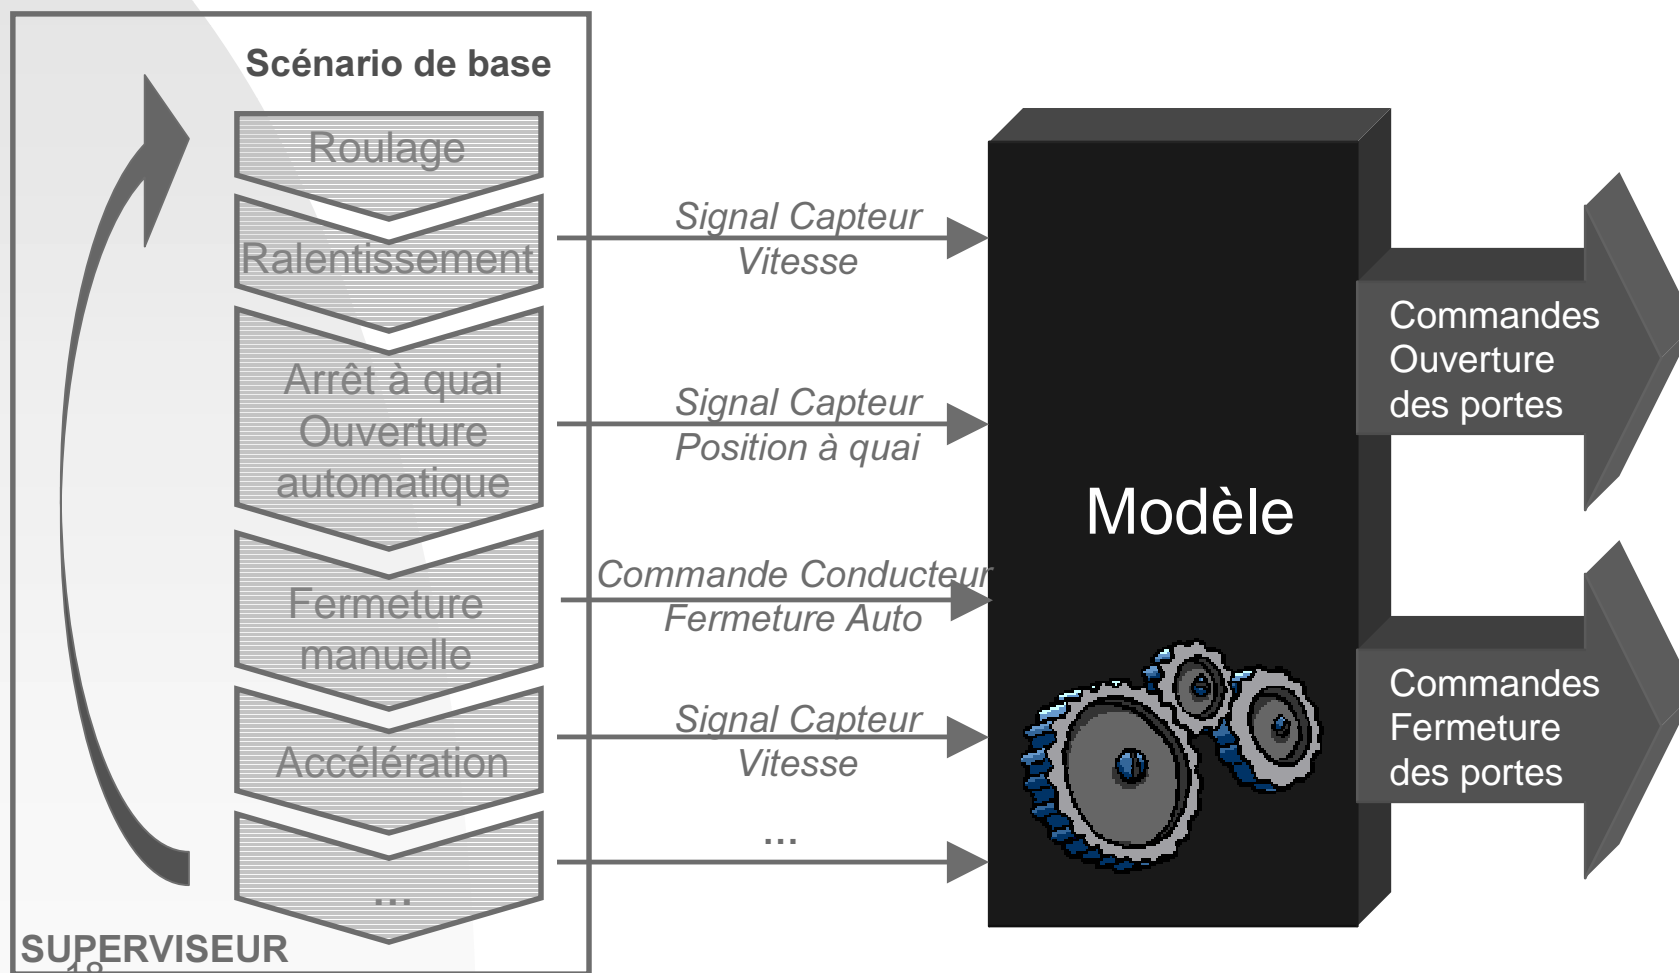 Scénario de base
Roulage
Ralentissement
Arrêt à quai
Ouverture
automatique
Fermeture
manuelle
Accélération
...
SUPERVISEUR
18
Signal Capteur
Vitesse
Signal Capteur
Position à quai
Commande Conducteur
Fermeture Auto
Signal Capteur
Vitesse
...
Modèle
Commandes
Ouverture
des portes
Commandes
Fermeture
des portes